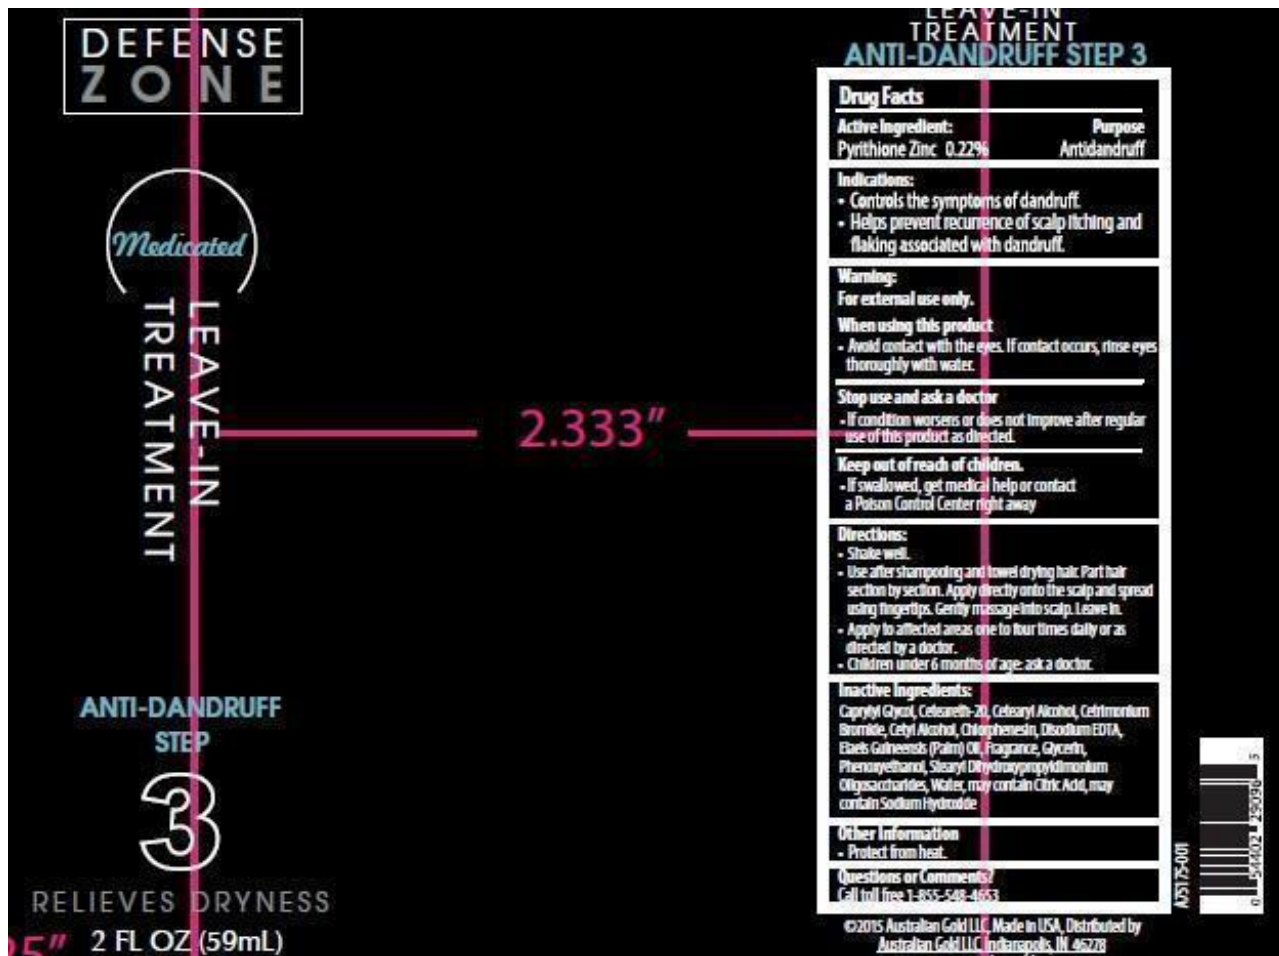 DEFENSE
ZONE
Medicated
LEAVE-IN
TREATMENT
ANTI-DANDRUFF
STEP
3
RELIEVES DRYNESS
2 FL OZ (59mL)
2.333"
LEAVE-IN
TREATMENT
ANTI-DANDRUFF STEP 3
Drug Facts
Active Ingredient: Purpose
Pyrithione Zinc 0.22% Antidandruff
Indications:
• Controls the symptoms of dandruff.
• Helps prevent recurrence of scalp itching and
flaking associated with dandruff.
Warning:
For external use only.
When using this product
• Avoid contact with the eyes. If contact occurs, rinse eyes
thoroughly with water.
Stop use and ask a doctor
• If condition worsens or does not improve after regular
use of this product as directed.
Keep out of reach of children.
• If swallowed, get medical help or contact
a Poison Control Center right away
Directions:
• Shake well.
• Use after shampooing and towel drying hair. Part hair
section by section. Apply directly onto the scalp and spread
using fingertips. Gently massage into scalp. Leave in.
• Apply to affected areas one to four times daily or as
directed by a doctor.
• Children under 6 months of age: ask a doctor.
Inactive Ingredients:
Caprylyl Glycol, Ceteareth-20, Cetearyl Alcohol, Cetrimonium
Bromide, Cetyl Alcohol, Chlorphenesin, Disodium EDTA,
Elaeis Guineensis (Palm) Oil, Fragrance, Glycerin,
Phenoxyethanol, Stearyl Dihydroxypropyldimonium
Oligosaccharides, Water, may contain Citric Acid, may
contain Sodium Hydroxide
Other Information
• Protect from heat.
Questions or Comments?
Call toll free 1-855-548-4653
©2015 Australian Gold LLC, Made in USA, Distributed by
Australian Gold LLC Indianapolis, IN 46278
A75175-001
0 54402 29090 5